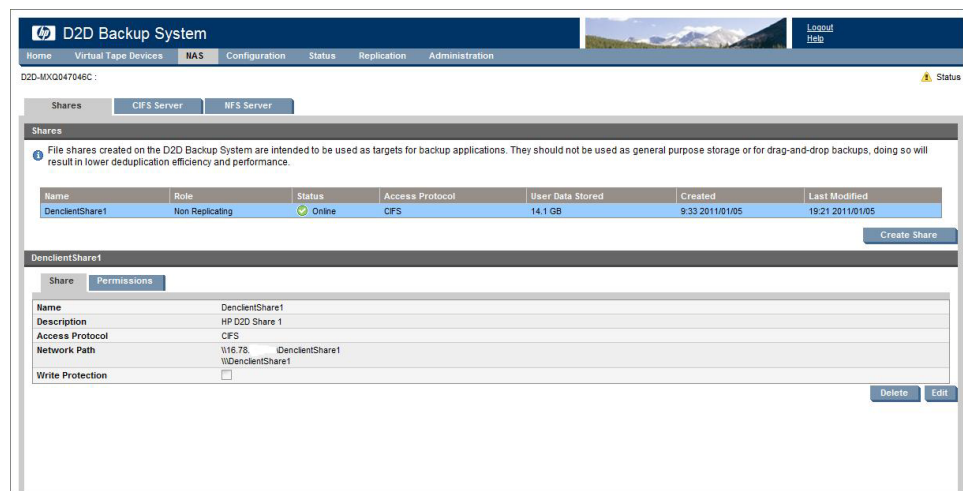 hp D2D Backup System
Logout
Help
Home Virtual Tape Devices NAS Configuration Status Replication Administration
D2D-MXQ047046C :
Status
Shares CIFS Server NFS Server
Shares
File shares created on the D2D Backup System are intended to be used as targets for backup applications. They should not be used as general purpose storage or for drag-and-drop backups, doing so will
result in lower deduplication efficiency and performance.
Name Role Status Access Protocol User Data Stored Created Last Modified
DenclientShare1 Non Replicating Online CIFS 14.1 GB 9:33 2011/01/05 19:21 2011/01/05
Create Share
DenclientShare1
Share Permissions
Name DenclientShare1
Description HP D2D Share 1
Access Protocol CIFS
Network Path \\16.78. \DenclientShare1
\\\DenclientShare1
Write Protection
Delete Edit